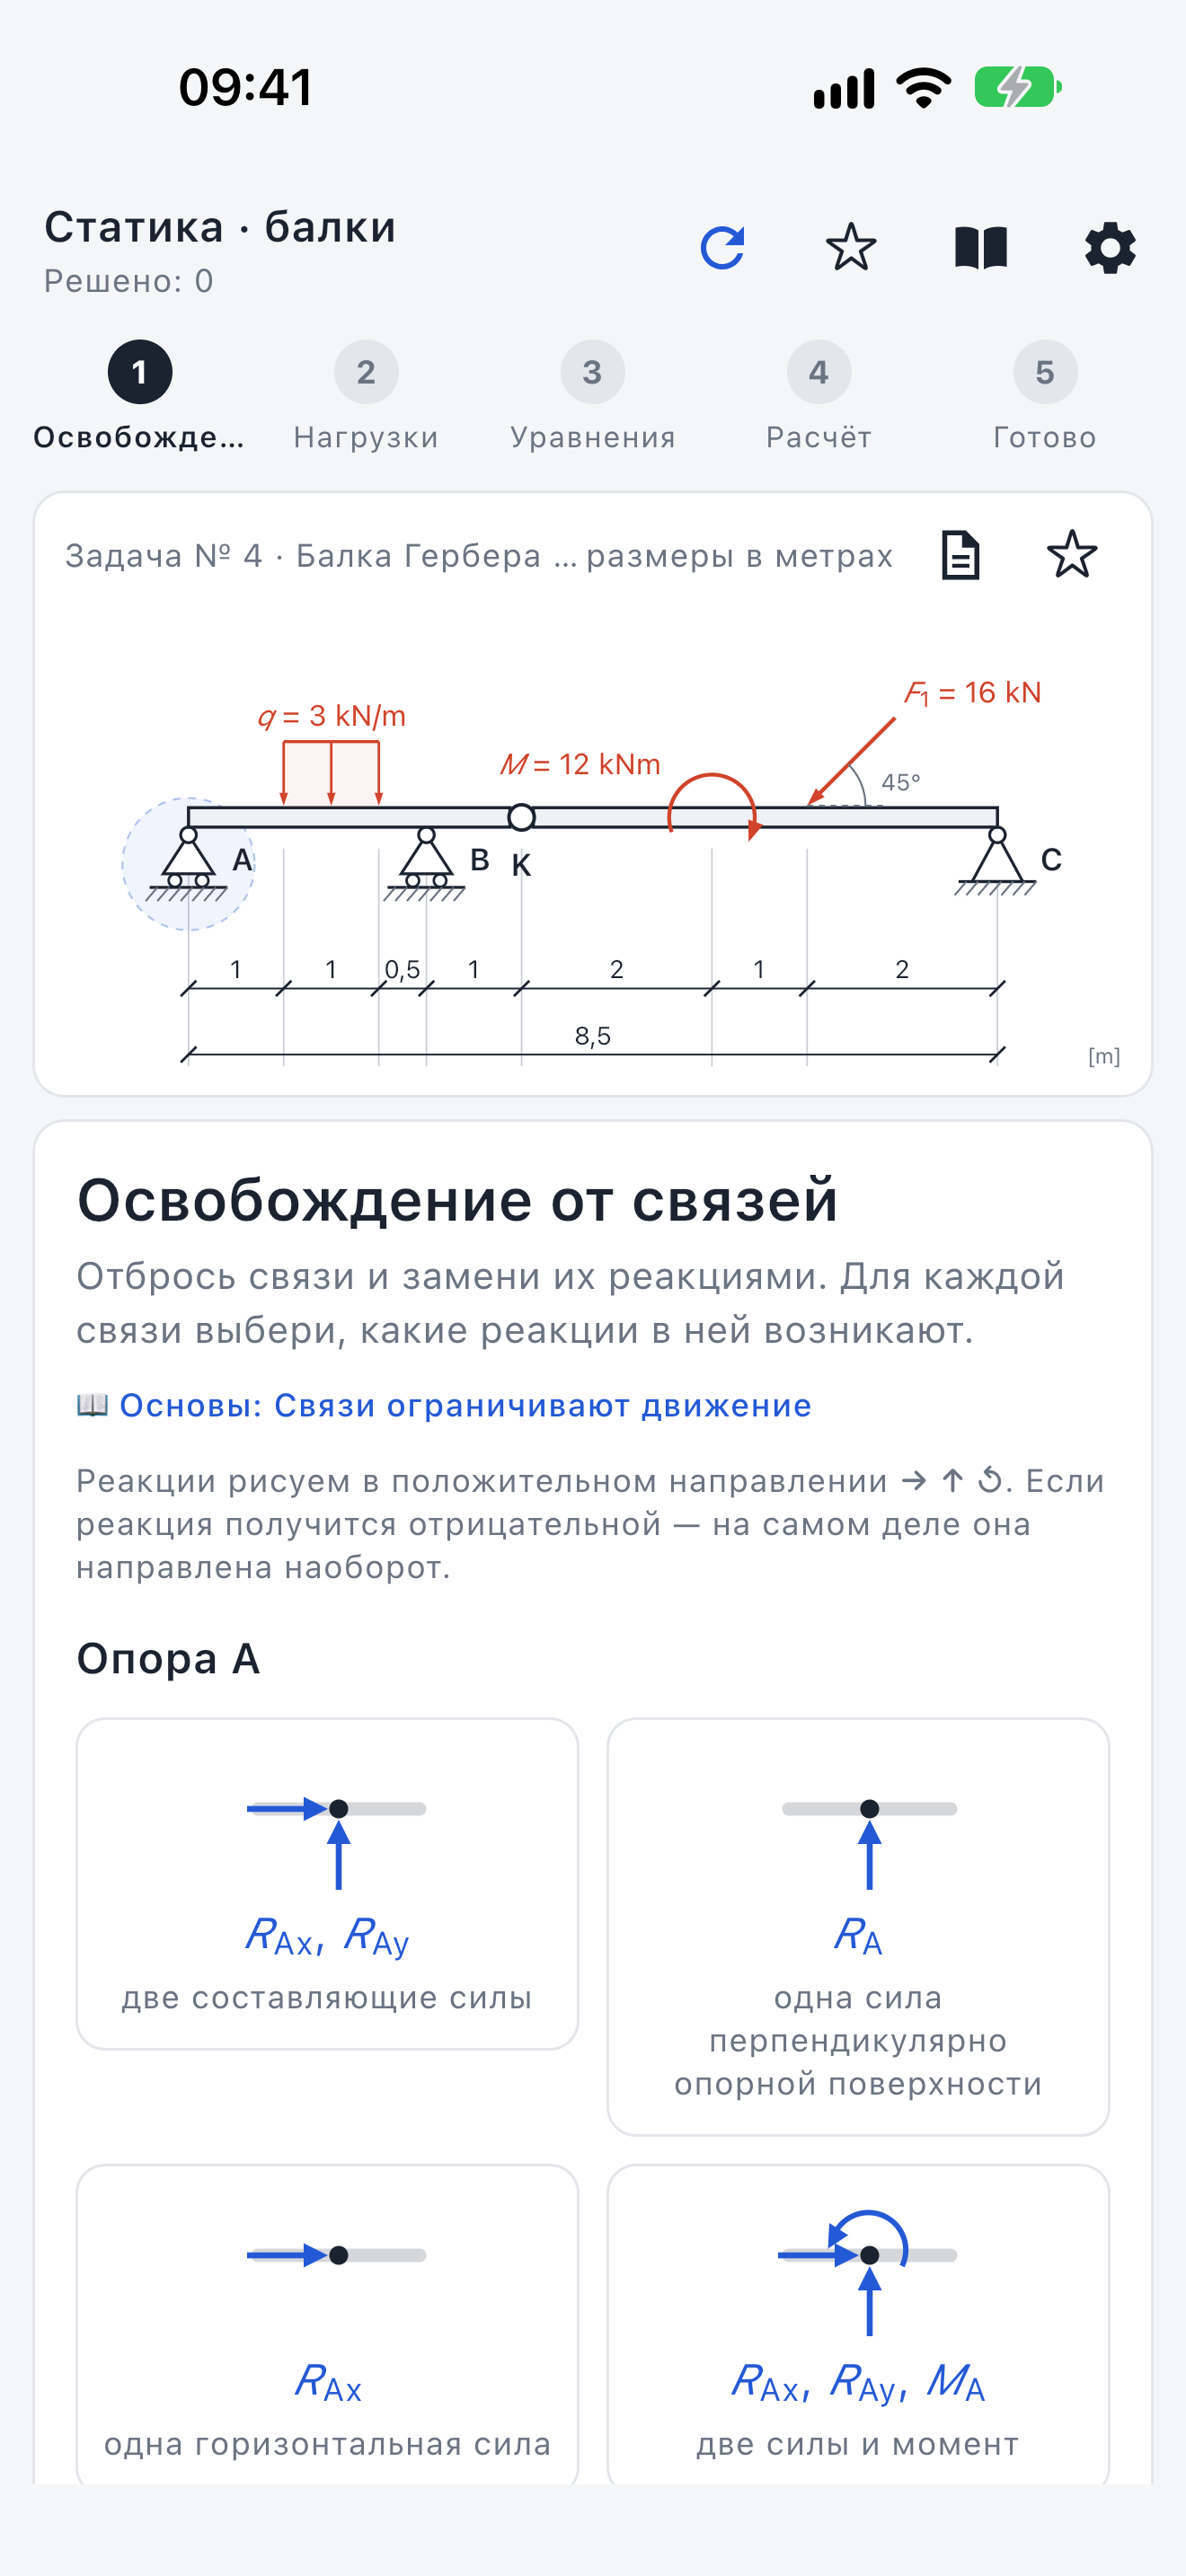 09:41
Статика · балки
Решено: 0
1
2
3
4
5
Освобожде...
Нагрузки
Уравнения
Расчёт
Готово
Задача № 4 · Балка Гербера ... размеры в метрах
F1 = 16 kN
q = 3 kN/m
M = 12 kNm
45°
A
B
K
C
1
1
0,5
1
2
1
2
8,5
[m]
Освобождение от связей
Отбрось связи и замени их реакциями. Для каждой
связи выбери, какие реакции в ней возникают.
📖 Основы: Связи ограничивают движение
Реакции рисуем в положительном направлении → ↑ ↺. Если
реакция получится отрицательной — на самом деле она
направлена наоборот.
Опора A
RAx, RAy
две составляющие силы
RA
одна сила
перпендикулярно
опорной поверхности
RAx
одна горизонтальная сила
RAx, RAy, MA
две силы и момент